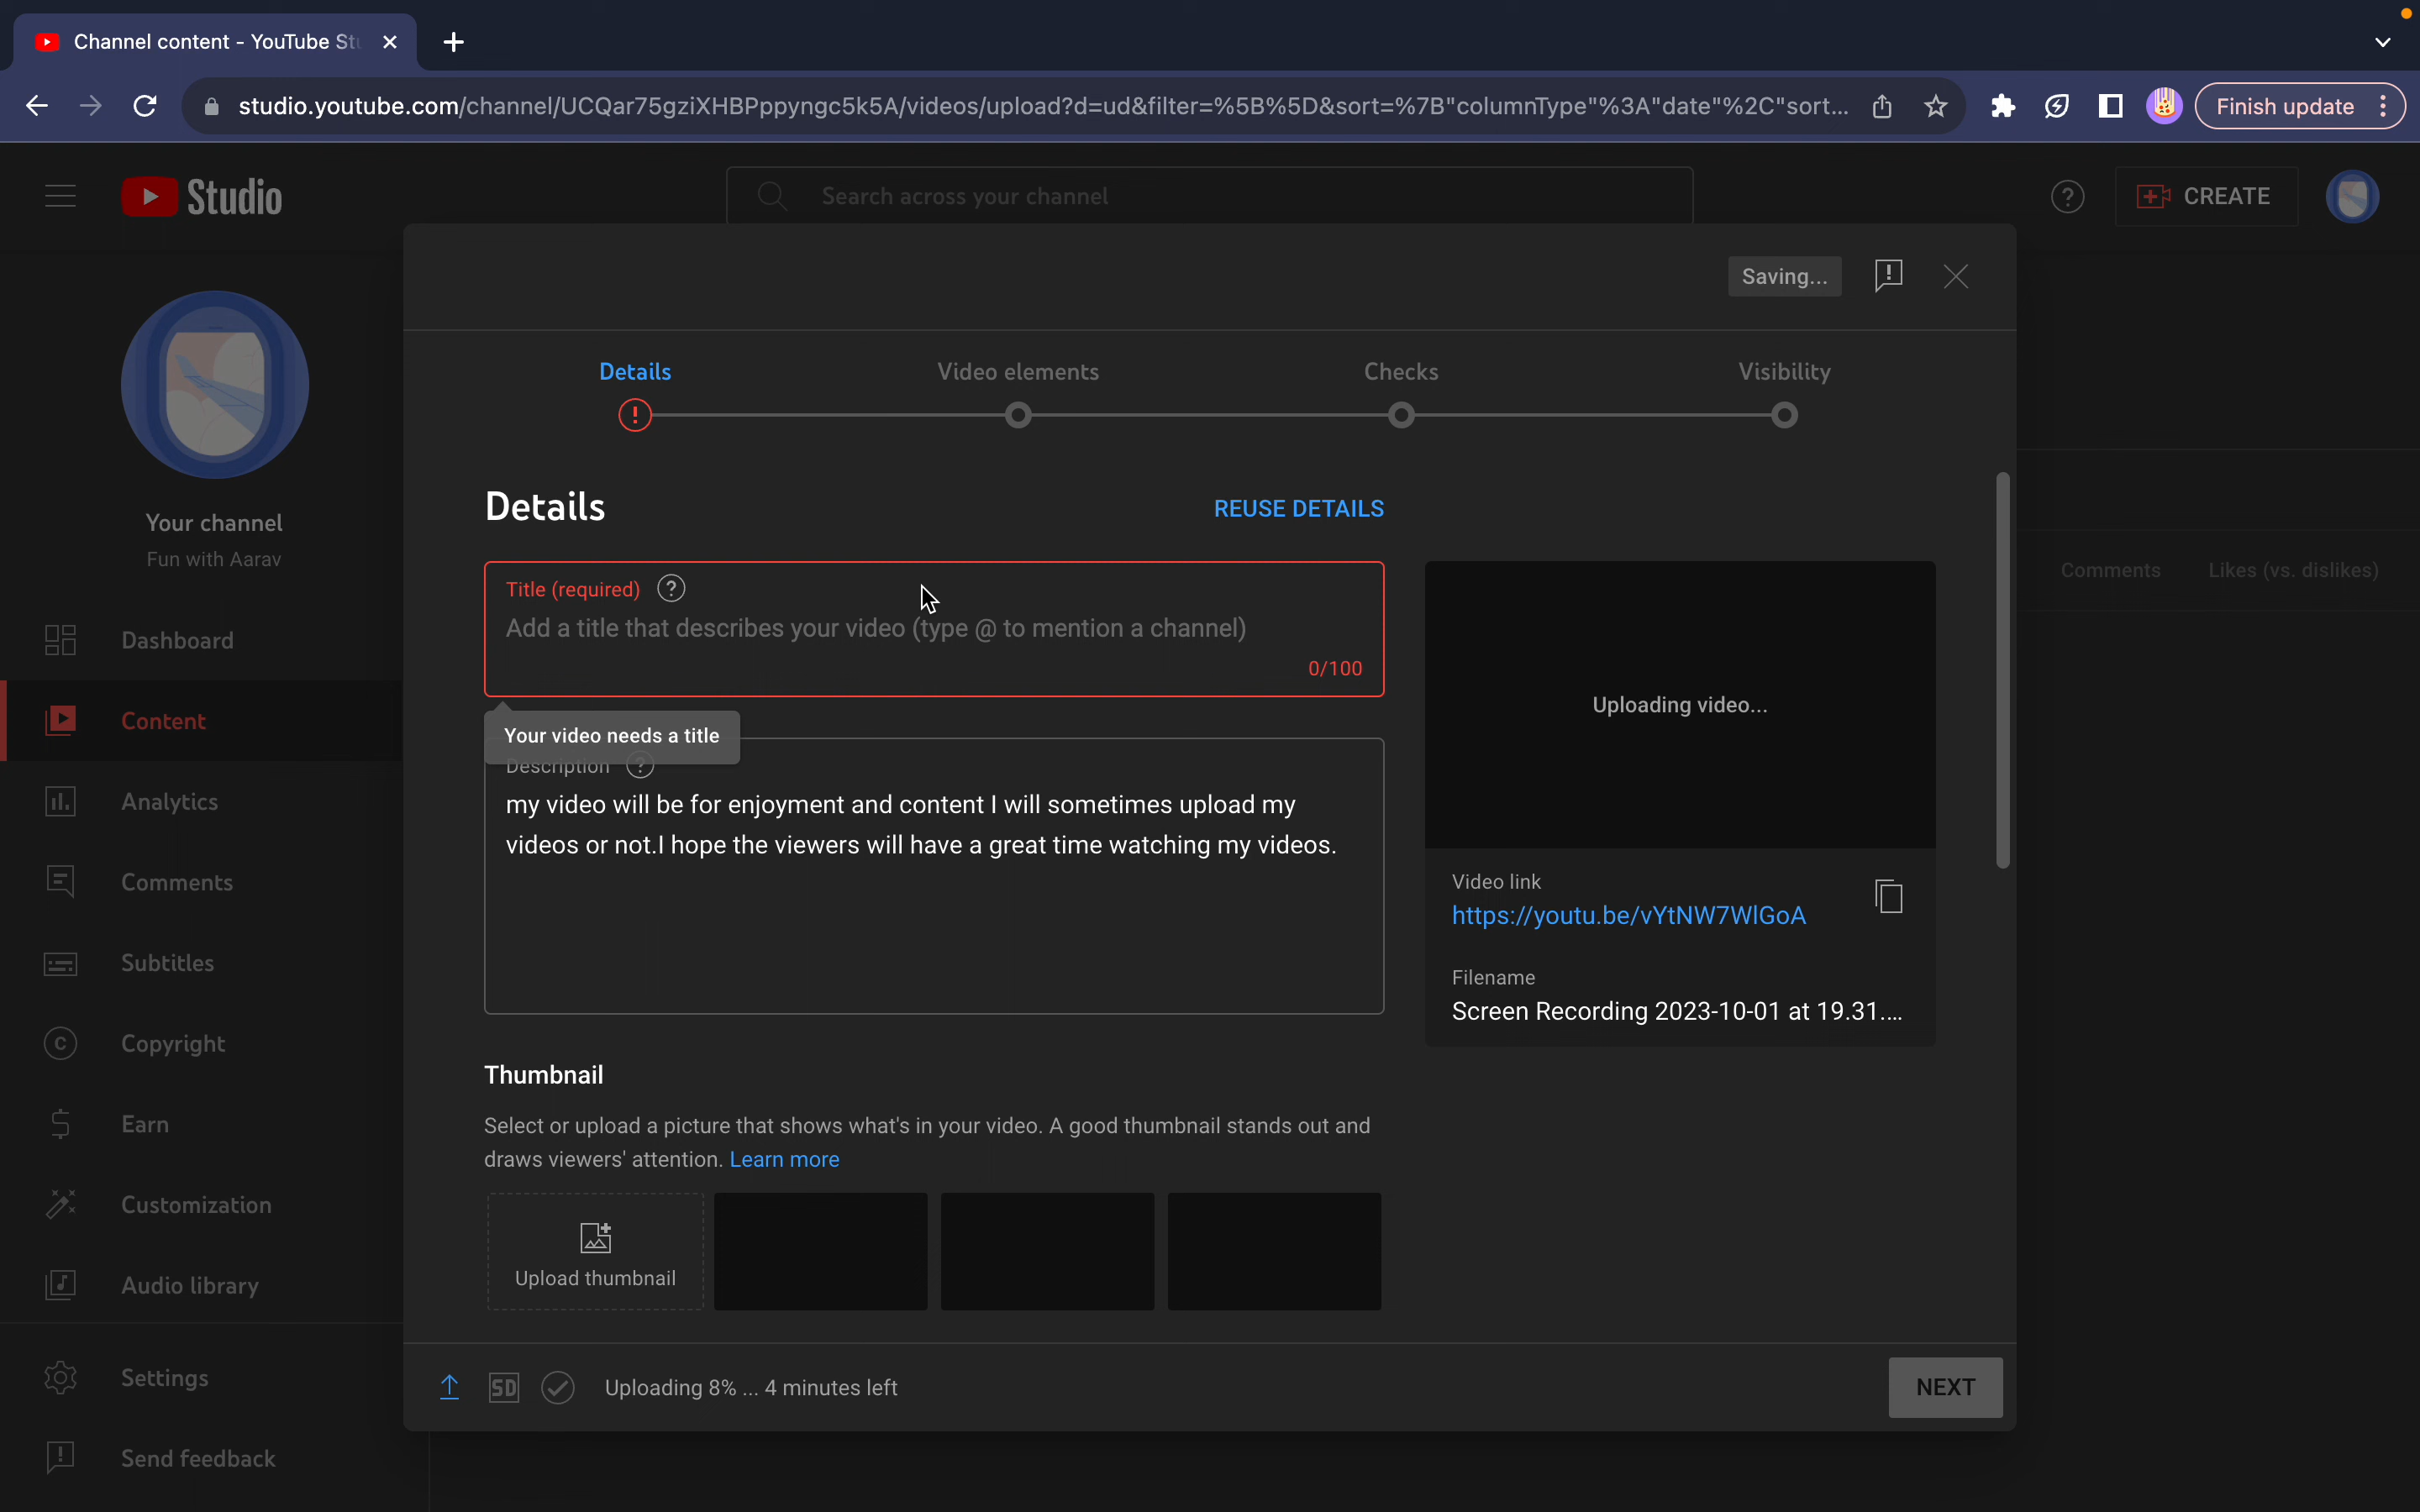 Channel content - YouTube St
studio.youtube.com/channel/UCQar75gziXHBPppyngc5k5A/videos/upload?d=ud&filter=%5B%5D&sort=%7B"columnType"%3A"date"%2C"sort...
Finish update
Studio
Search across your channel
CREATE
Saving...
Details
Video elements
Checks
Visibility
Your channel
Fun with Aarav
Dashboard
Content
Analytics
Comments
Subtitles
Copyright
Earn
Customization
Audio library
Settings
Send feedback
Details
REUSE DETAILS
Title (required)
Add a title that describes your video (type @ to mention a channel)
0/100
Your video needs a title
Description
my video will be for enjoyment and content I will sometimes upload my
videos or not.I hope the viewers will have a great time watching my videos.
Thumbnail
Select or upload a picture that shows what's in your video. A good thumbnail stands out and
draws viewers' attention. Learn more
Upload thumbnail
Uploading video...
Video link
https://youtu.be/vYtNW7WlGoA
Filename
Screen Recording 2023-10-01 at 19.31....
Comments
Likes (vs. dislikes)
SD
Uploading 8% ... 4 minutes left
NEXT